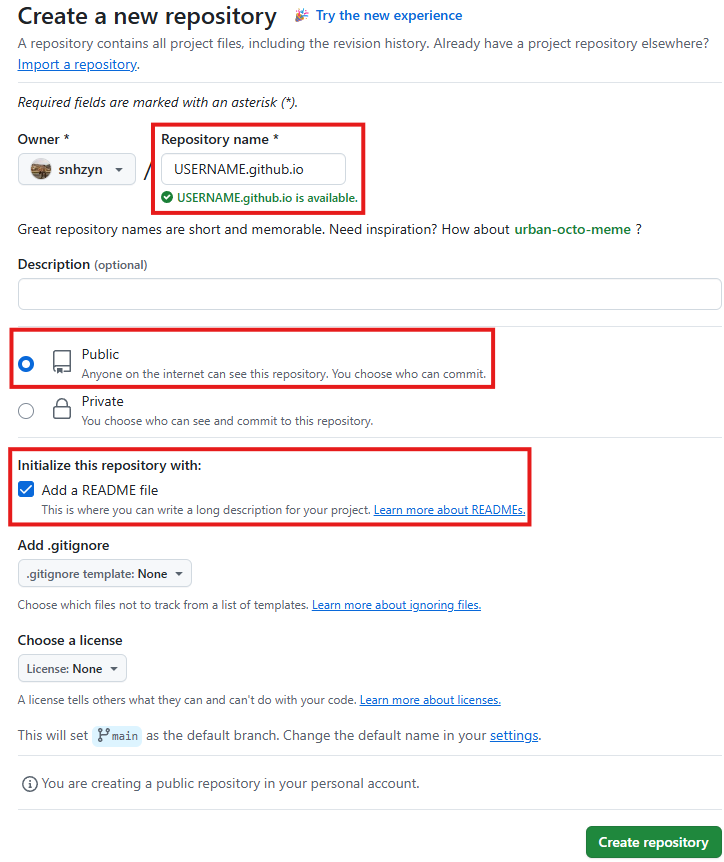 Create a new repository Try the new experience
A repository contains all project files, including the revision history. Already have a project repository elsewhere?
Import a repository.
Required fields are marked with an asterisk (*).
Owner * Repository name *
snhzyn / USERNAME.github.io
USERNAME.github.io is available.
Great repository names are short and memorable. Need inspiration? How about urban-octo-meme ?
Description (optional)
Public
Anyone on the internet can see this repository. You choose who can commit.
Private
You choose who can see and commit to this repository.
Initialize this repository with:
Add a README file
This is where you can write a long description for your project. Learn more about READMEs.
Add .gitignore
.gitignore template: None
Choose which files not to track from a list of templates. Learn more about ignoring files.
Choose a license
License: None
A license tells others what they can and can't do with your code. Learn more about licenses.
This will set main as the default branch. Change the default name in your settings.
You are creating a public repository in your personal account.
Create repository